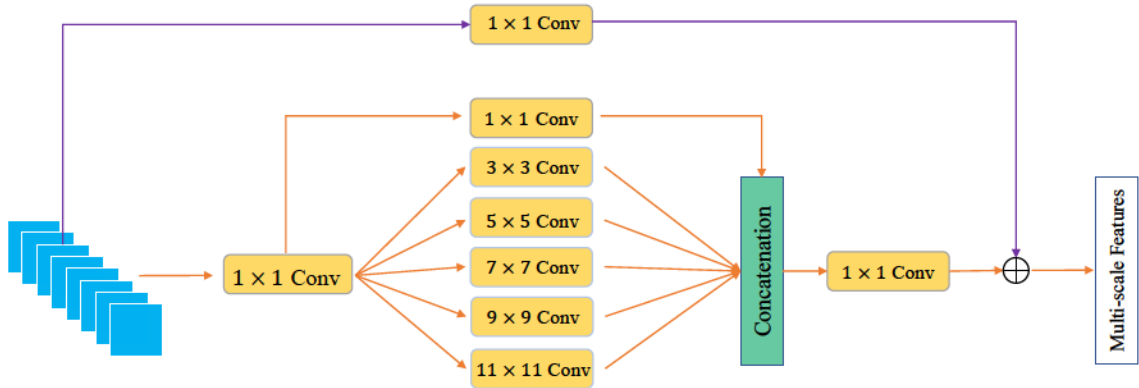 1 × 1 Conv
1 × 1 Conv
3 × 3 Conv
5 × 5 Conv
1 × 1 Conv
7 × 7 Conv
9 × 9 Conv
11 × 11 Conv
Concatenation
1 × 1 Conv
Multi-scale Features